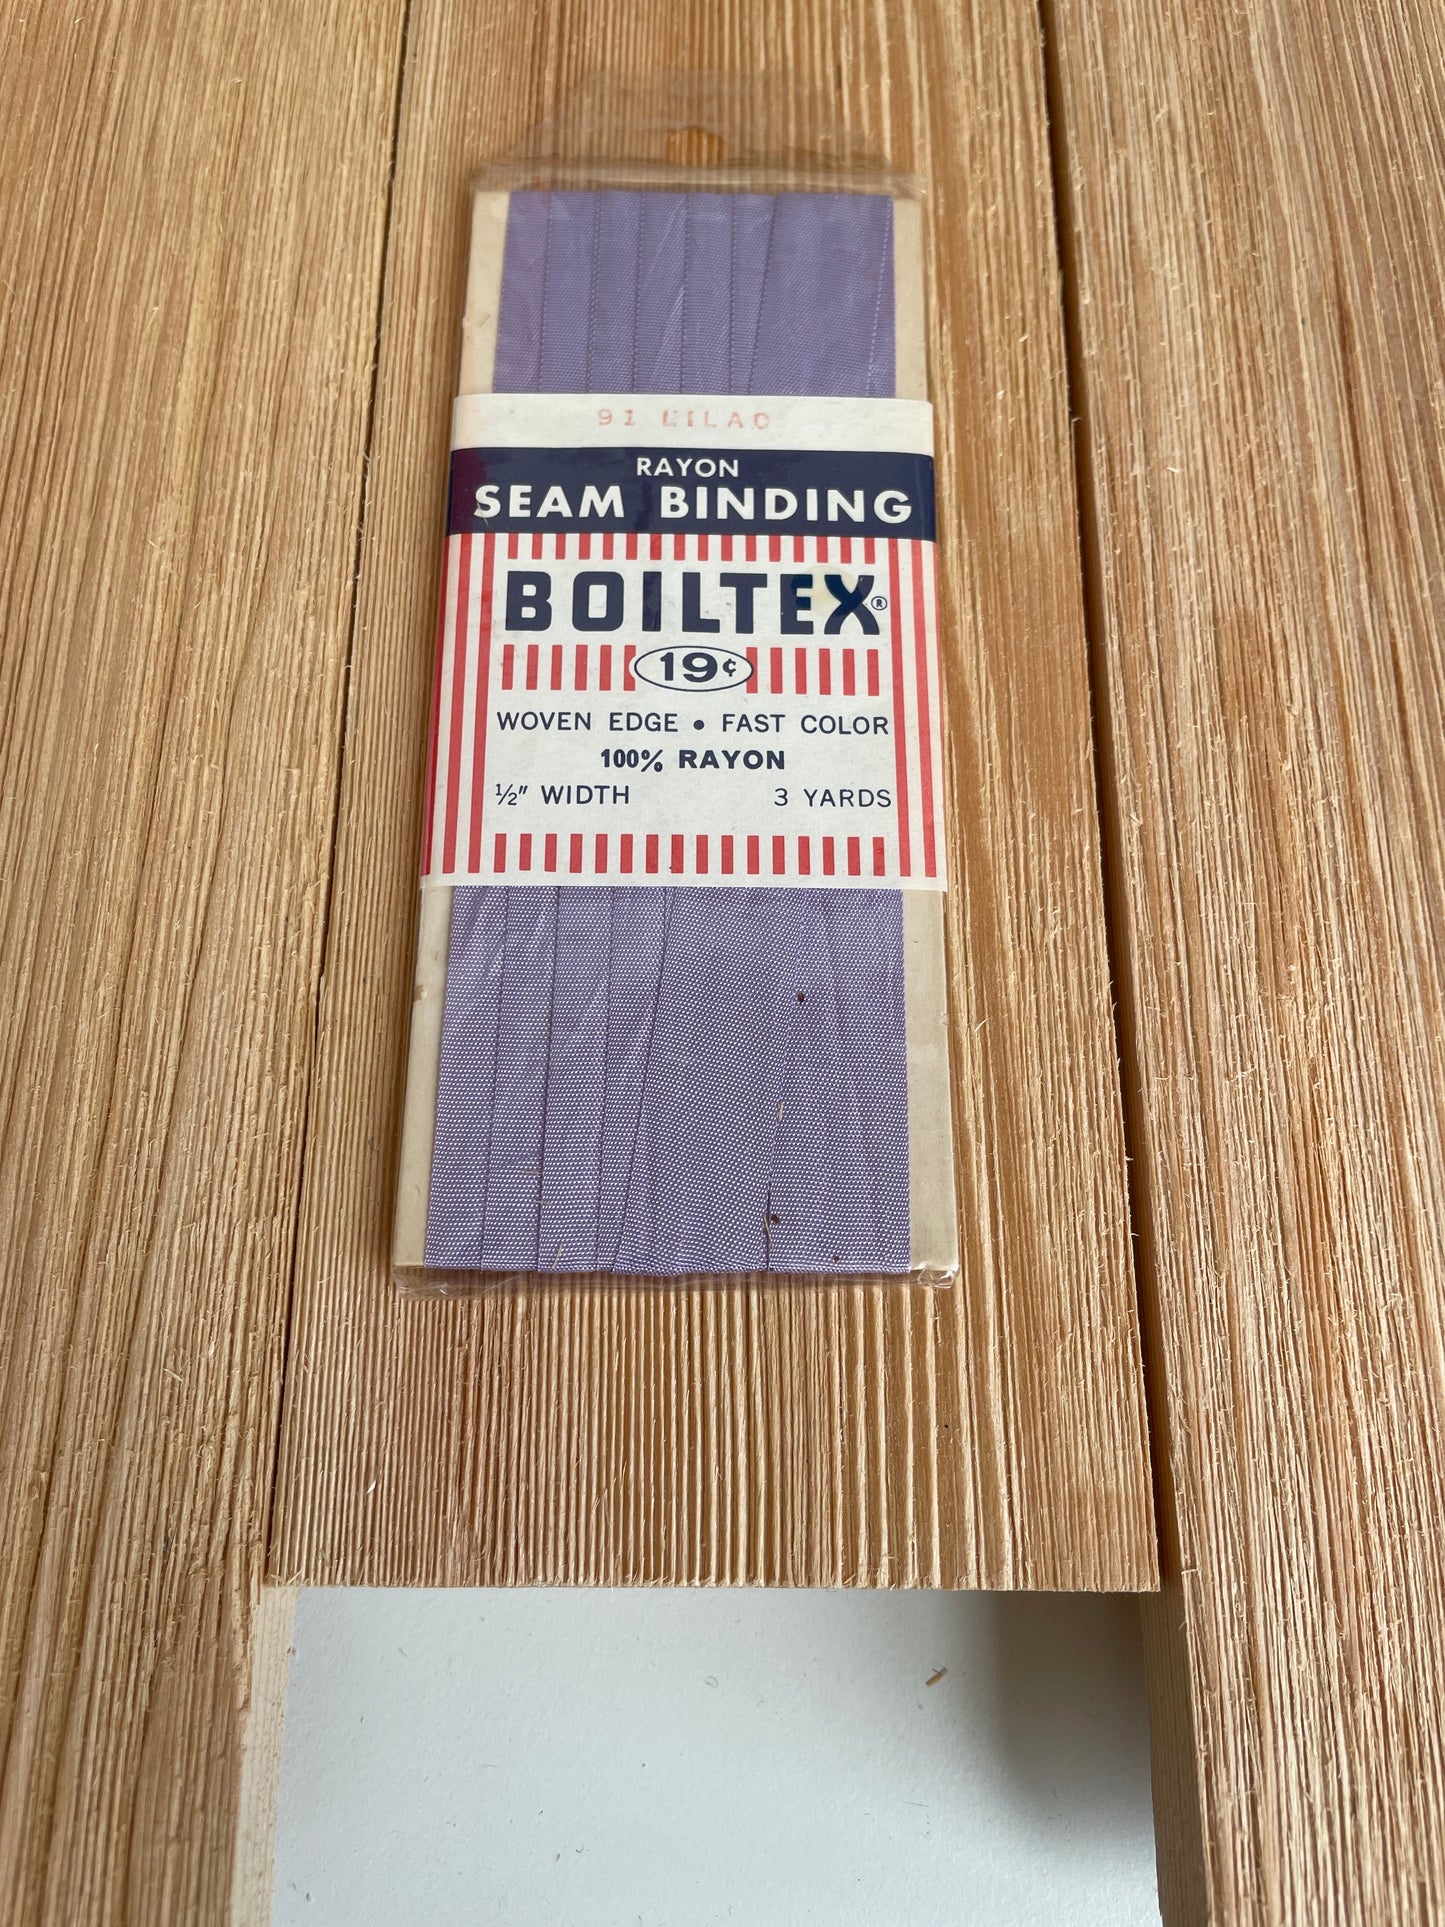 91 LILAC
RAYON
SEAM BINDING
BOILTEX®
19¢
WOVEN EDGE • FAST COLOR
100% RAYON
½" WIDTH 3 YARDS